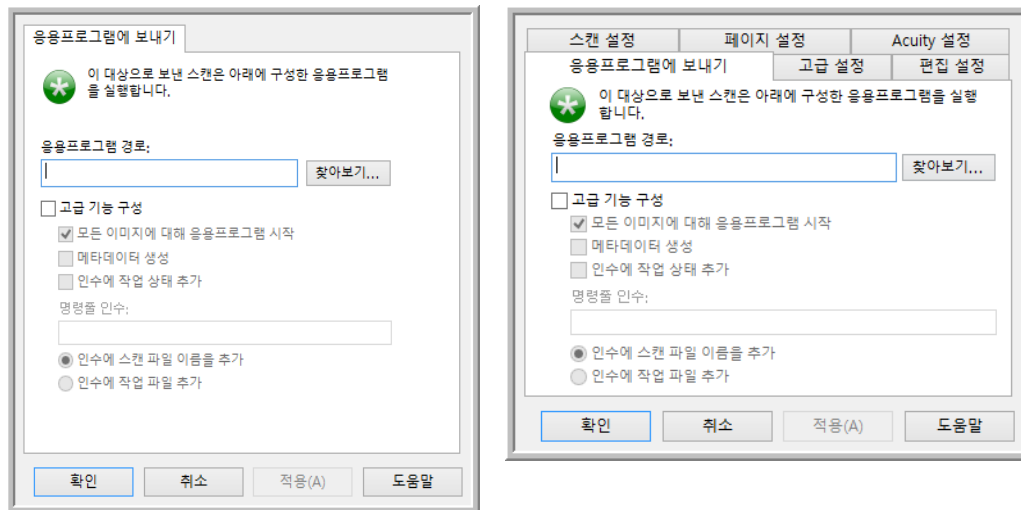 응용프로그램에 보내기
이 대상으로 보낸 스캔은 아래에 구성한 응용프로그램
을 실행합니다.
응용프로그램 경로:
찾아보기...
고급 기능 구성
모든 이미지에 대해 응용프로그램 시작
메타데이터 생성
인수에 작업 상태 추가
명령줄 인수:
인수에 스캔 파일 이름을 추가
인수에 작업 파일 추가
확인 취소 적용(A) 도움말
스캔 설정 페이지 설정 Acuity 설정
응용프로그램에 보내기 고급 설정 편집 설정
이 대상으로 보낸 스캔은 아래에 구성한 응용프로그램을 실행
합니다.
응용프로그램 경로:
찾아보기...
고급 기능 구성
모든 이미지에 대해 응용프로그램 시작
메타데이터 생성
인수에 작업 상태 추가
명령줄 인수:
인수에 스캔 파일 이름을 추가
인수에 작업 파일 추가
확인 취소 적용(A) 도움말